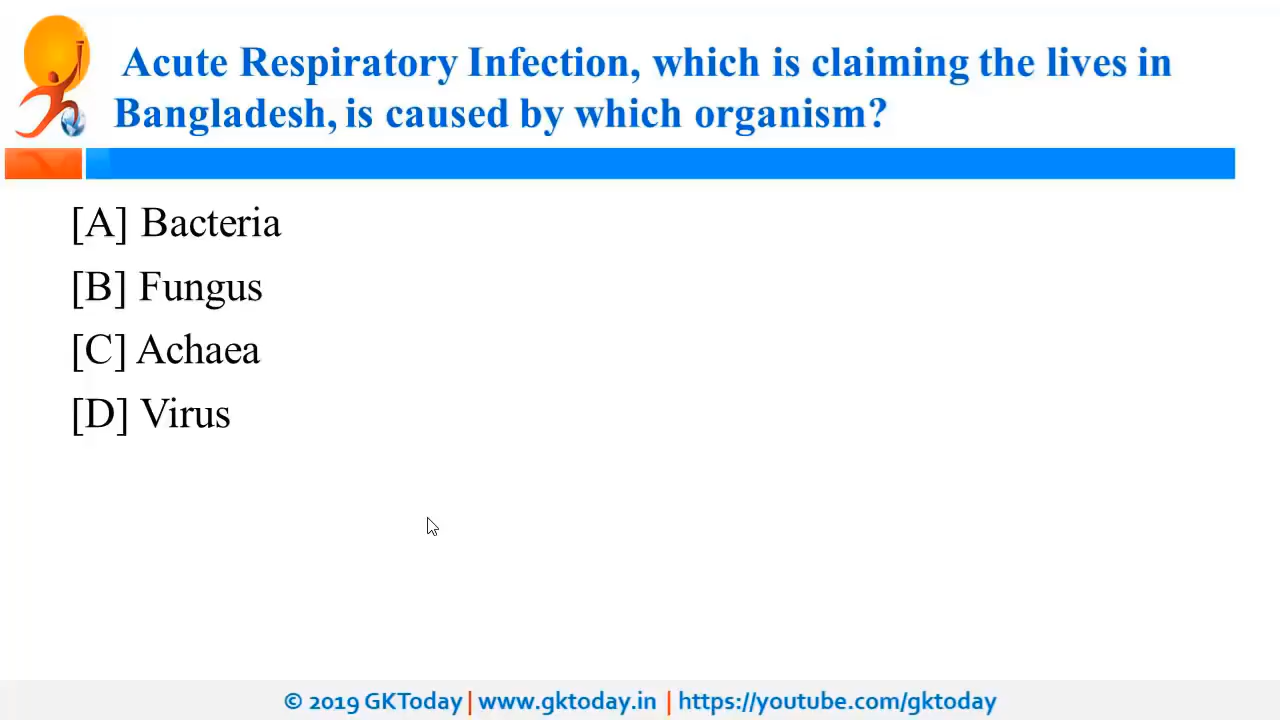 Acute Respiratory Infection, which is claiming the lives in
Bangladesh, is caused by which organism?
[A] Bacteria
[B] Fungus
[C] Achaea
[D] Virus
© 2019 GKToday | www.gktoday.in | https://youtube.com/gktoday